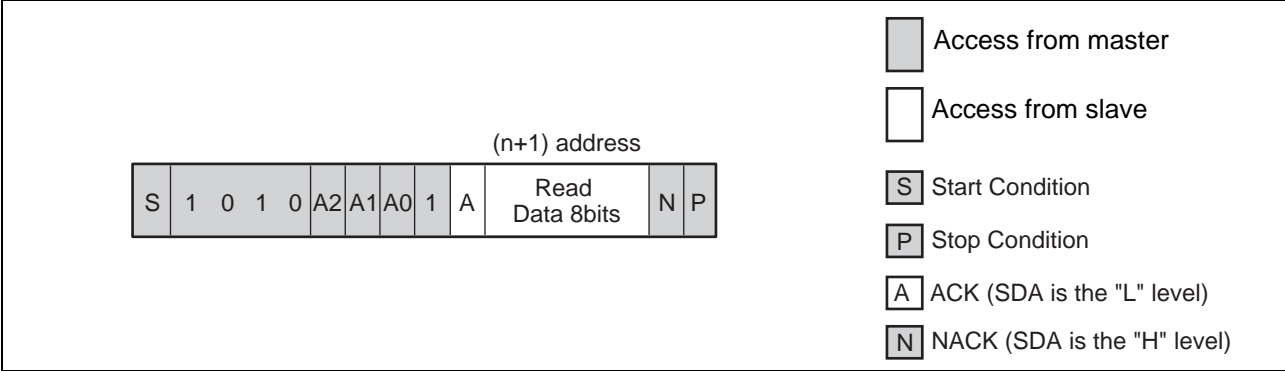 (n+1) address
S 1 0 1 0 A2 A1 A0 1 A Read Data 8bits N P
Access from master
Access from slave
S Start Condition
P Stop Condition
A ACK (SDA is the "L" level)
N NACK (SDA is the "H" level)